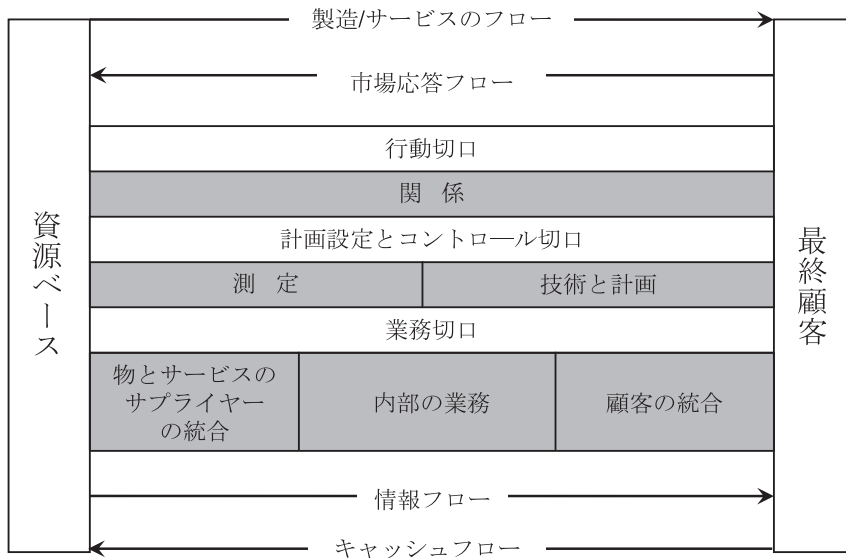 製造/サービスのフロー
市場応答フロー
行動切口
関 係
計画設定とコントロ―ル切口
測 定
技術と計画
業務切口
物とサービスの
サプライヤー
の統合
内部の業務
顧客の統合
情報フロー
キャッシュフロー
資源ベース
最終顧客